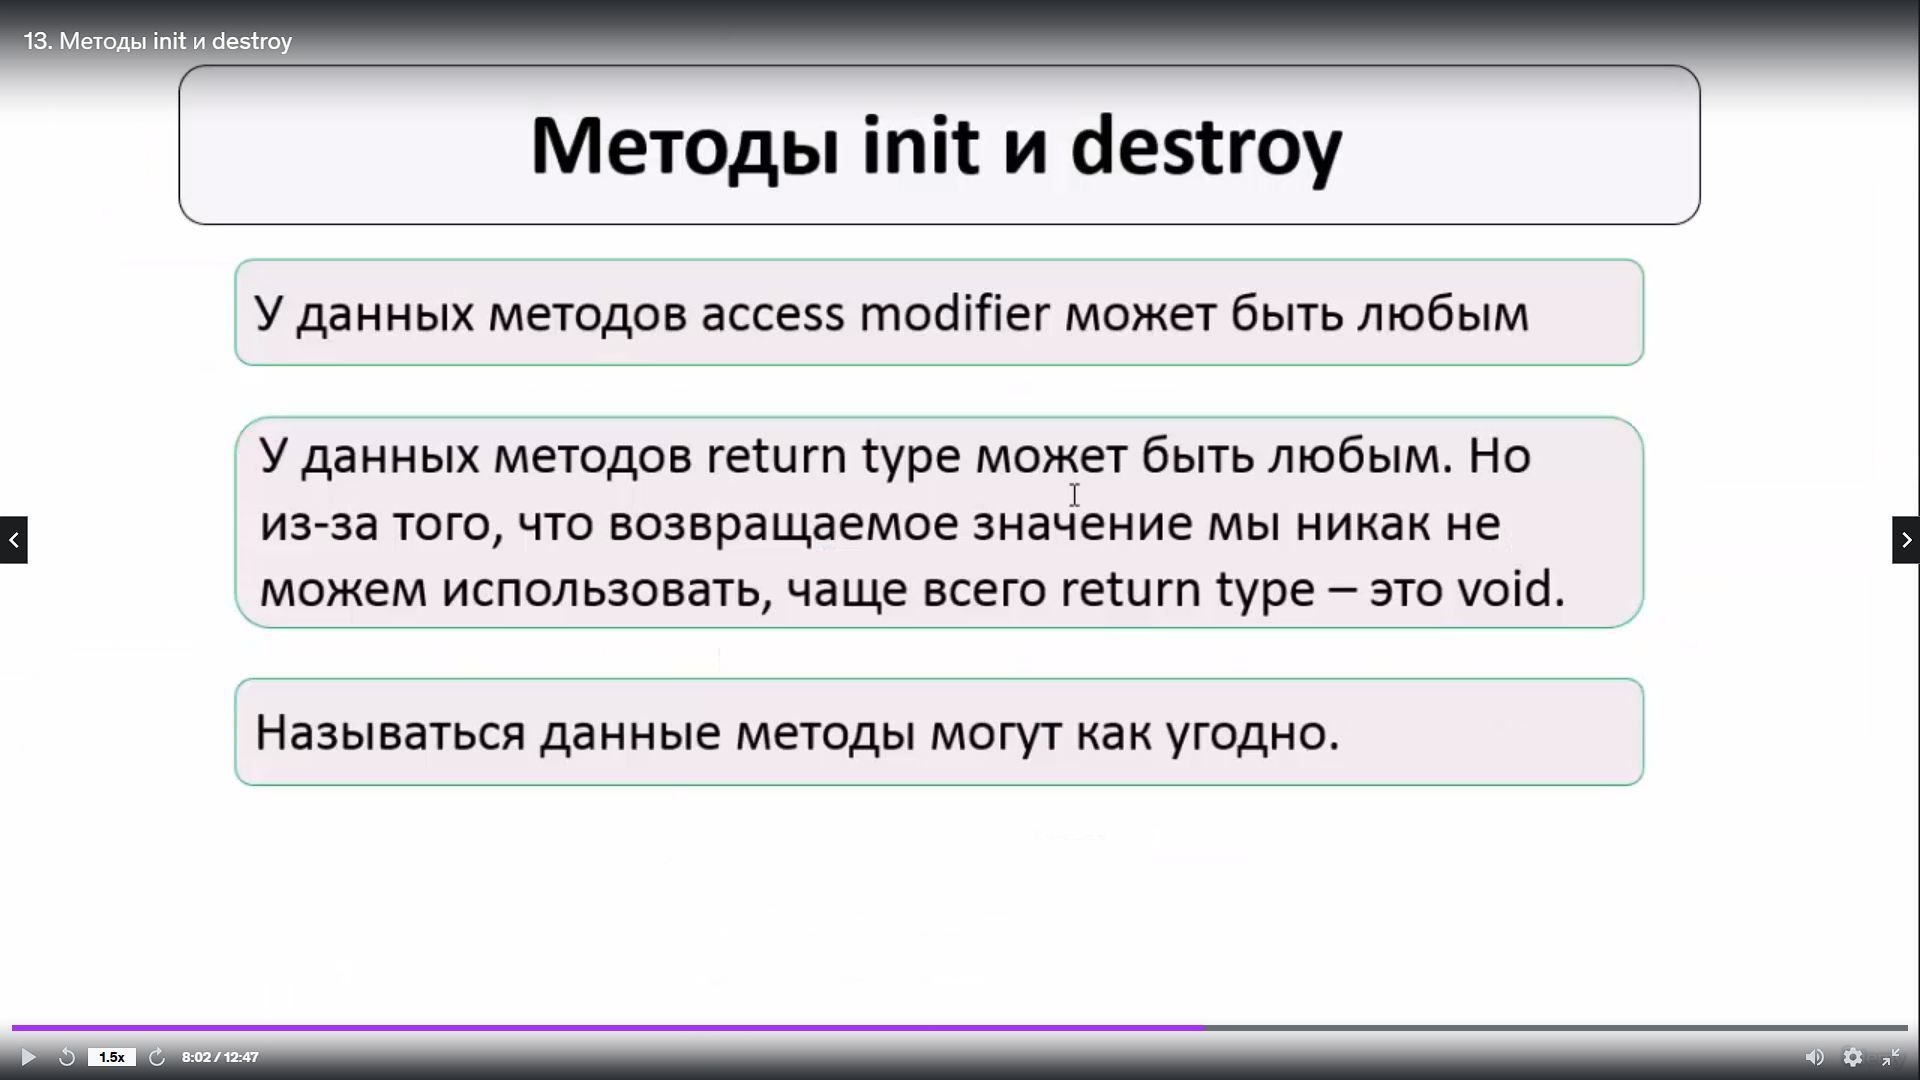 13. Методы init и destroy
Методы init и destroy
У данных методов access modifier может быть любым
У данных методов return type может быть любым. Но
из-за того, что возвращаемое значение мы никак не
можем использовать, чаще всего return type – это void.
Называться данные методы могут как угодно.
1.5x
8:02 / 12:47